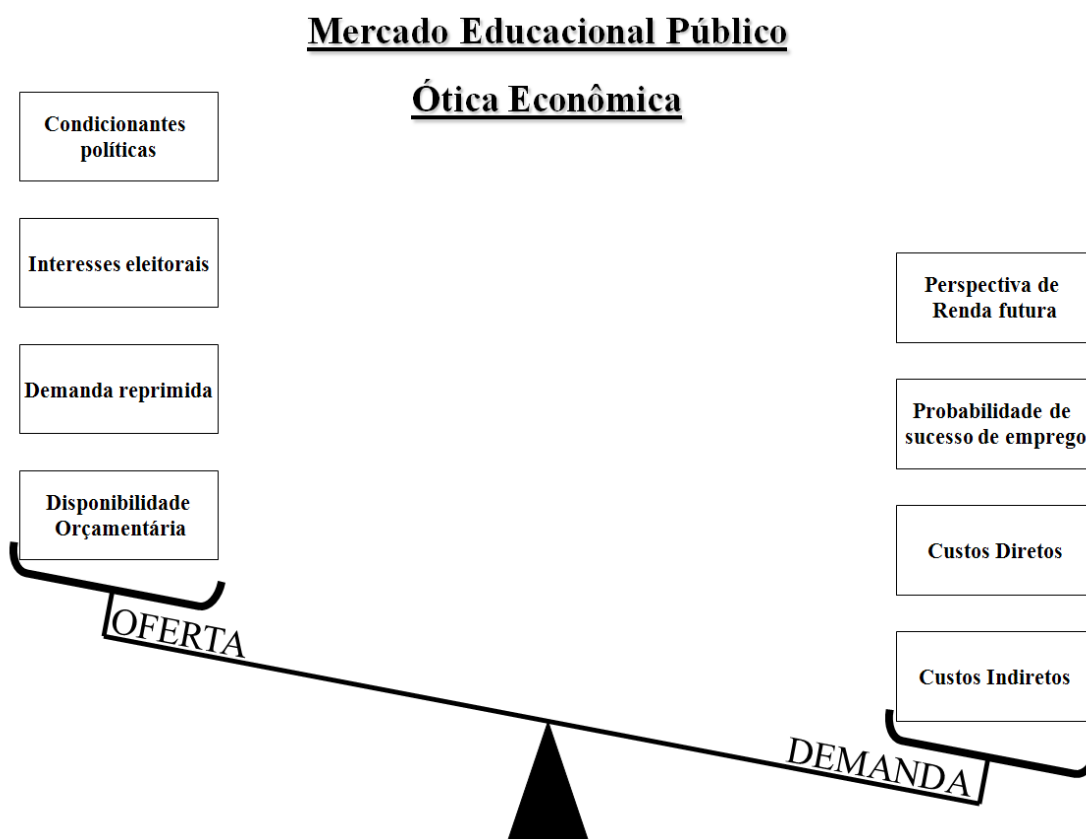 Mercado Educacional Público
Ótica Econômica
Condicionantes
políticas
Interesses eleitorais
Demanda reprimida
Disponibilidade
Orçamentária
OFERTA
Perspectiva de
Renda futura
Probabilidade de
sucesso de emprego
Custos Diretos
Custos Indiretos
DEMANDA